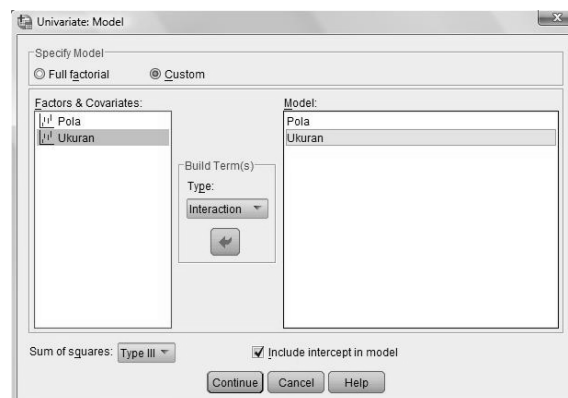 Univariate: Model
Specify Model
Full factorial
Custom
Factors & Covariates:
Pola
Ukuran
Build Term(s)
Type:
Interaction
Model:
Pola
Ukuran
Sum of squares: Type III
Include intercept in model
Continue Cancel Help